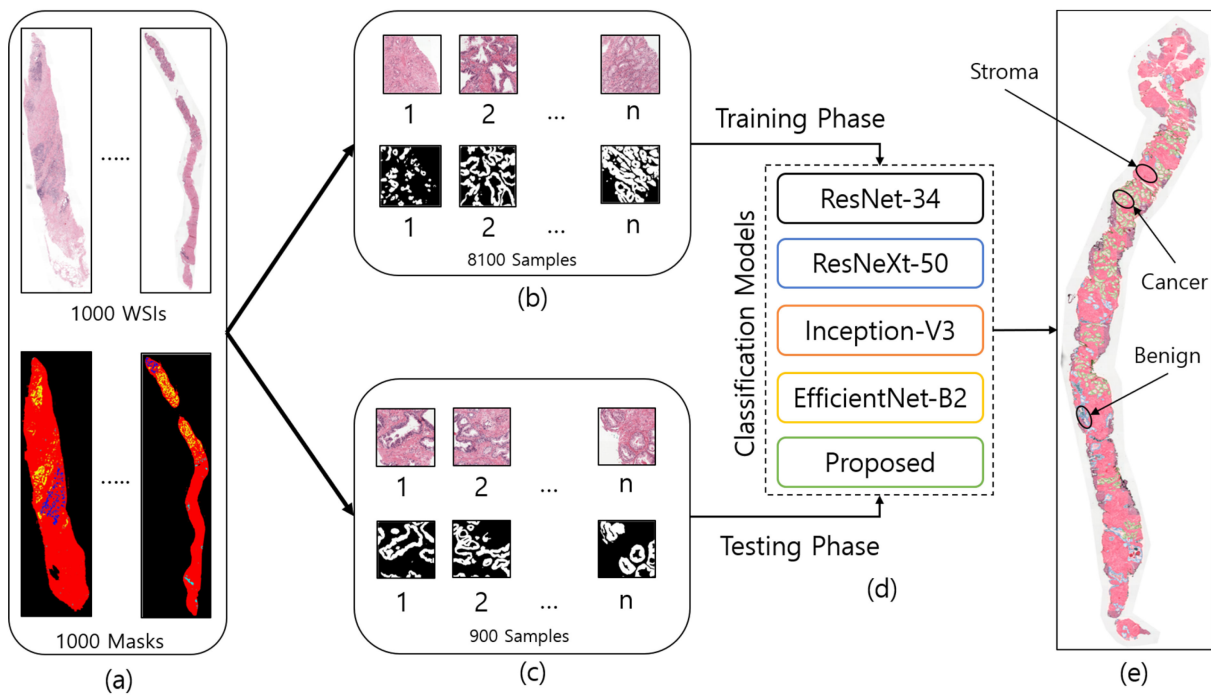 .....
1000 WSIs
.....
1000 Masks
(a)
1 2 ... n
1 2 ... n
8100 Samples
(b)
1 2 ... n
1 2 ... n
900 Samples
(c)
Training Phase
Classification Models
ResNet-34
ResNeXt-50
Inception-V3
EfficientNet-B2
Proposed
Testing Phase
(d)
Stroma
Cancer
Benign
(e)